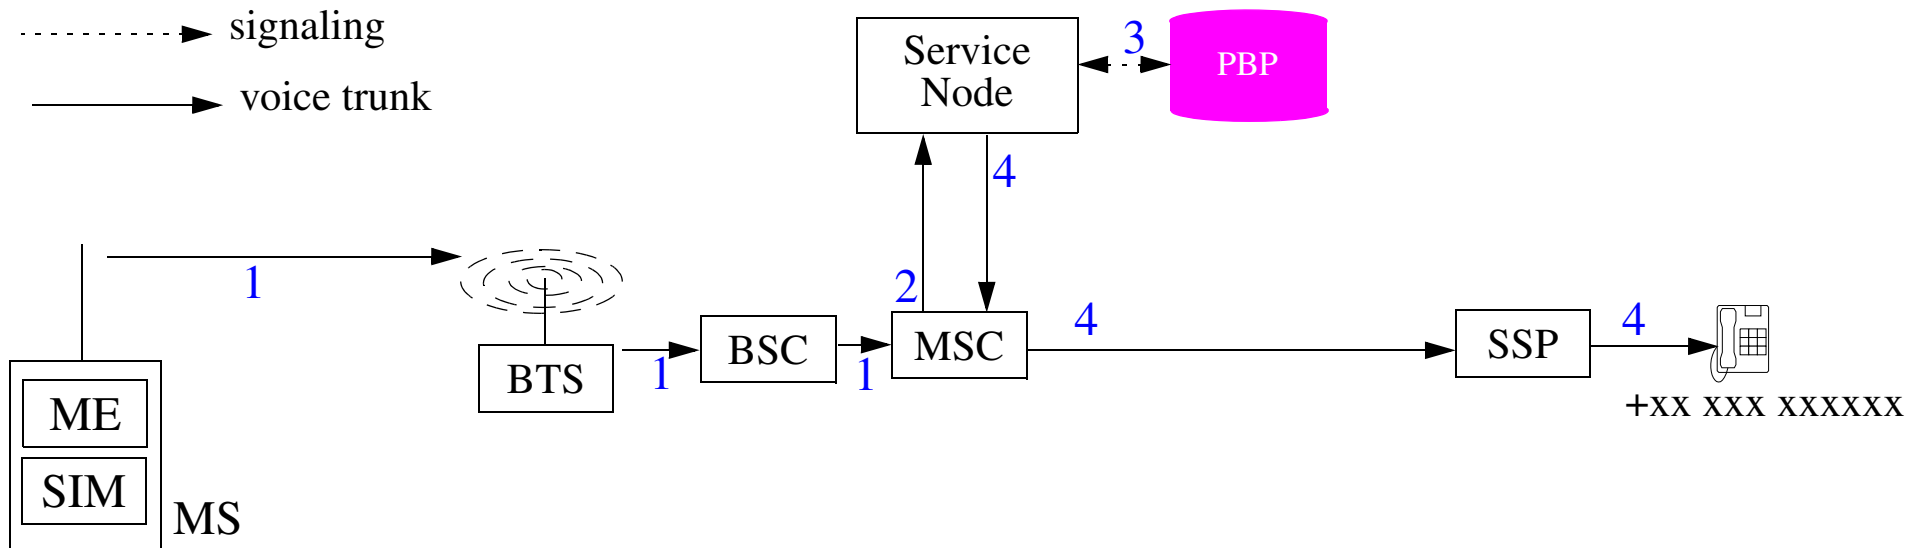 signaling
voice trunk
Service
Node
3
PBP
4
2
1
BTS
1
BSC
1
MSC
4
SSP
4
+xx xxx xxxxxx
ME
SIM
MS